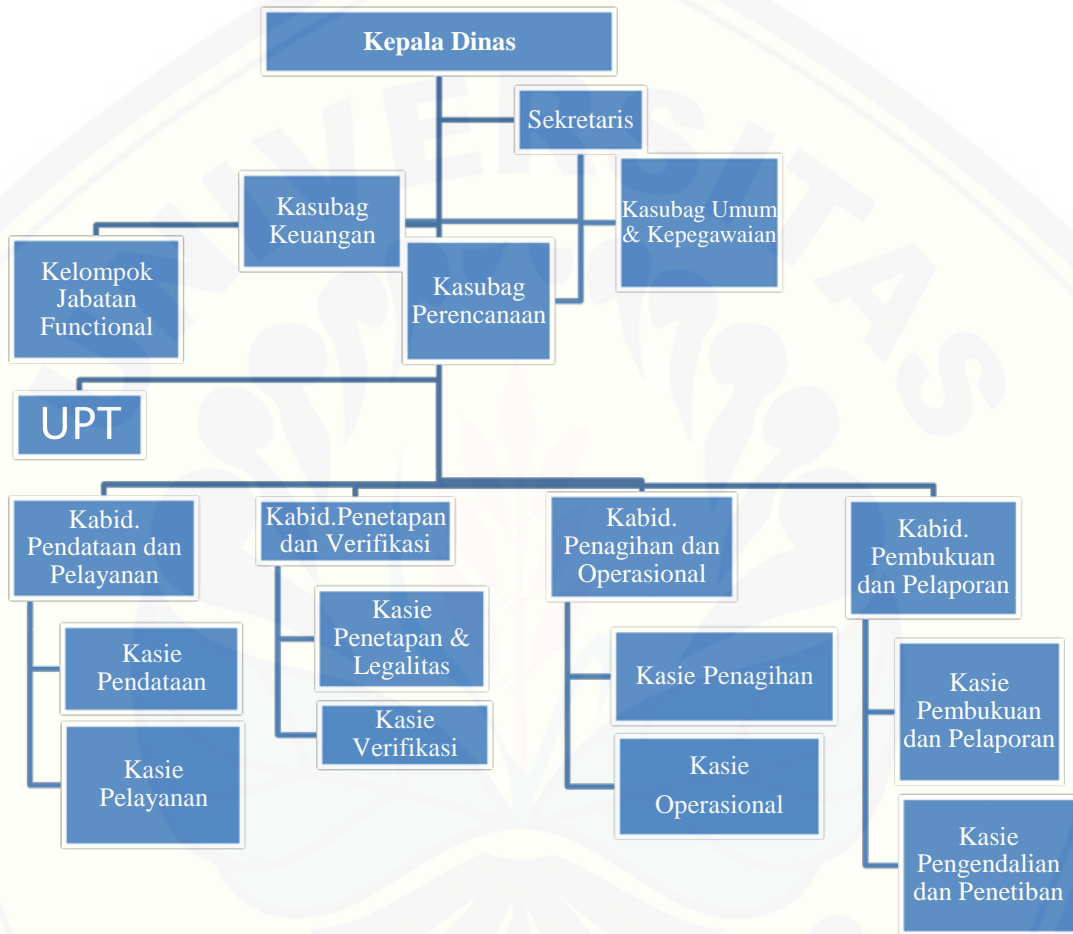 Kepala Dinas
Sekretaris
Kasubag
Keuangan
Kasubag Umum
& Kepegawaian
Kelompok
Jabatan
Functional
Kasubag
Perencanaan
UPT
Kabid.
Pendataan dan
Pelayanan
Kabid.Penetapan
dan Verifikasi
Kabid.
Penagihan dan
Operasional
Kabid.
Pembukuan
dan Pelaporan
Kasie
Pendataan
Kasie
Pelayanan
Kasie
Penetapan &
Legalitas
Kasie
Verifikasi
Kasie Penagihan
Kasie
Operasional
Kasie
Pembukuan
dan Pelaporan
Kasie
Pengendalian
dan Penetiban
UNIVERSITAS